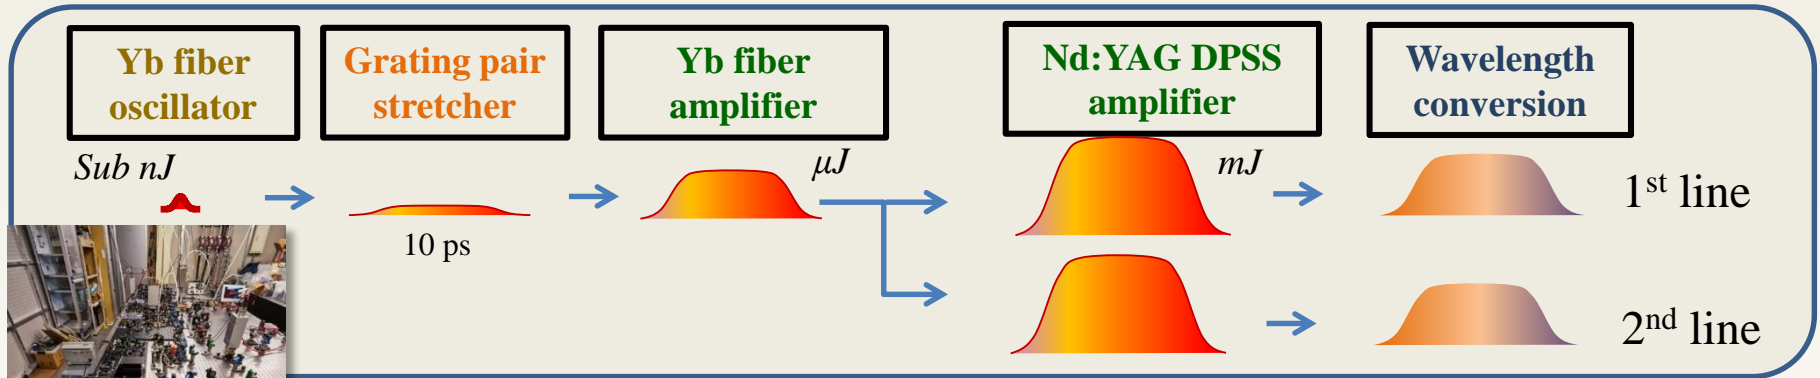 Yb fiber
oscillator
Grating pair
stretcher
Yb fiber
amplifier
Nd:YAG DPSS
amplifier
Wavelength
conversion
Sub nJ
10 ps
μJ
mJ
1st line
2nd line